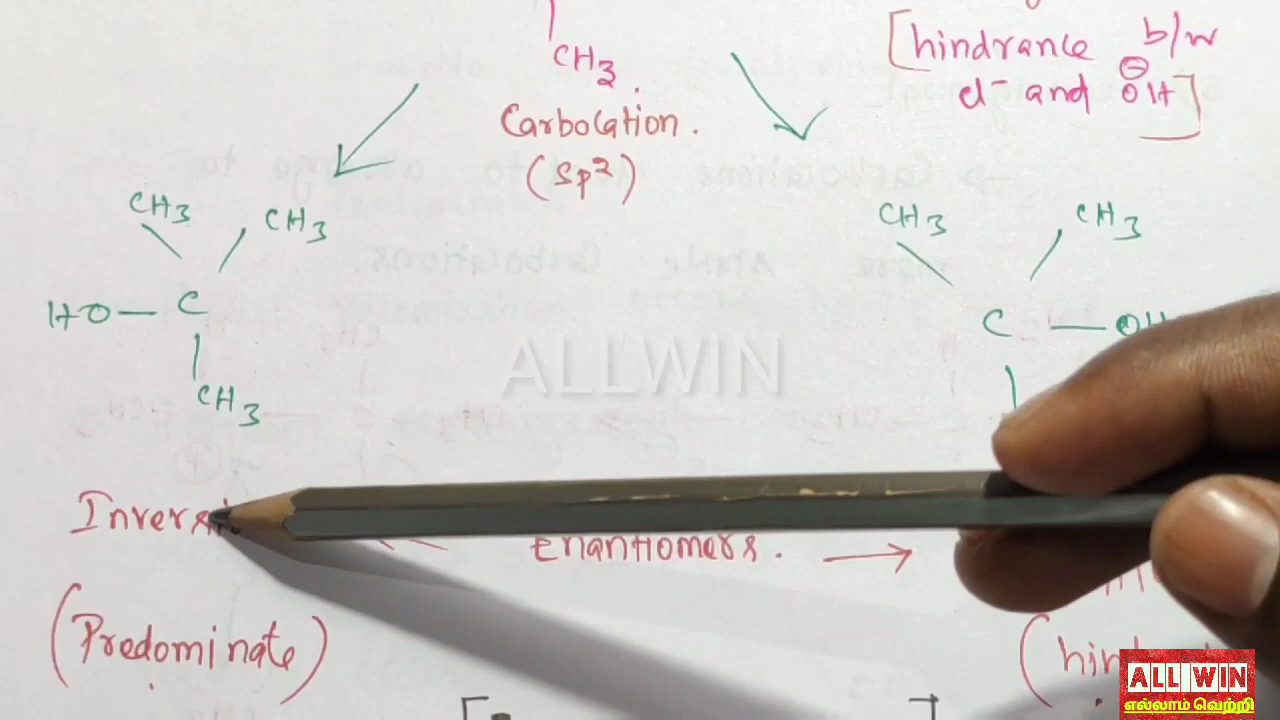 CH3
Carbocation.
(Sp²)
[hindrance b/w
cl⁻ and ⊖OH]
CH3 CH3
HO — C
CH3
CH3 CH3
C — OH
ALLWIN
Enantiomers. →
(Predominate)
ALL WIN
எல்லாம் வெற்றி